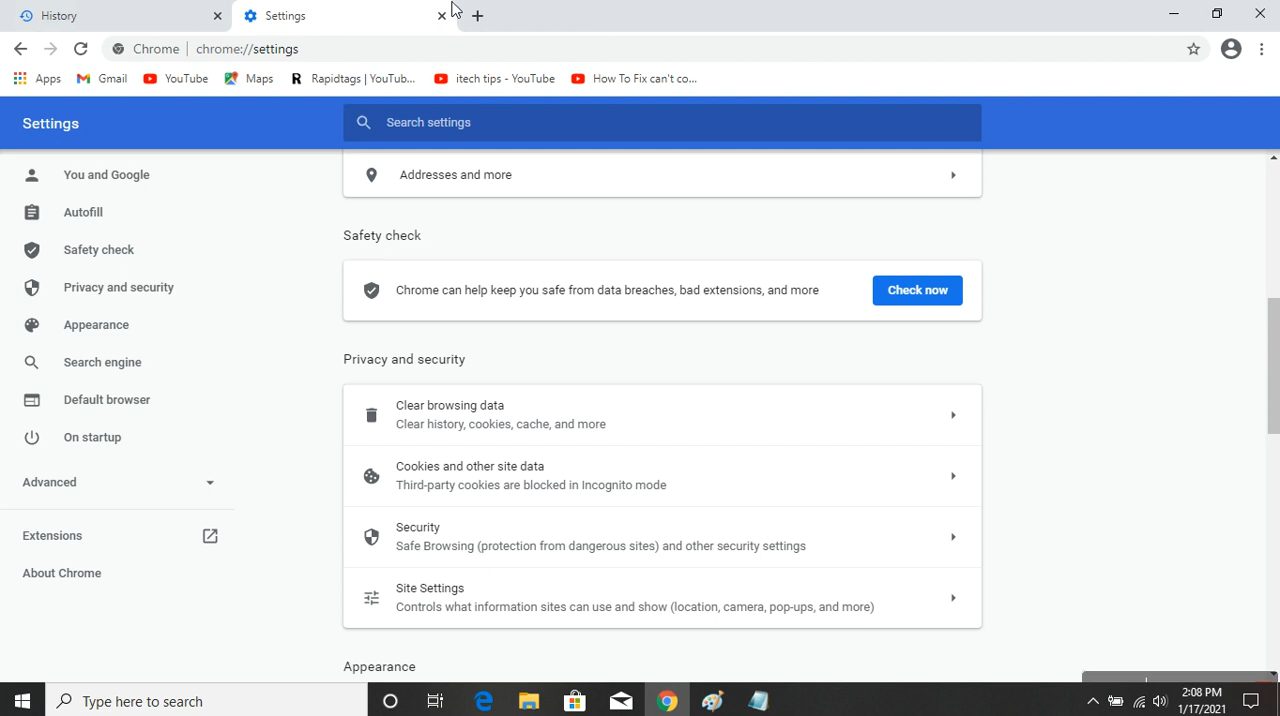 History
Settings
Chrome
chrome://settings
Apps
Gmail
YouTube
Maps
R
Rapidtags | YouTub...
itech tips - YouTube
How To Fix can't co...
Settings
Search settings
You and Google
Autofill
Safety check
Privacy and security
Appearance
Search engine
Default browser
On startup
Advanced
Extensions
About Chrome
Addresses and more
Safety check
Chrome can help keep you safe from data breaches, bad extensions, and more
Check now
Privacy and security
Clear browsing data
Clear history, cookies, cache, and more
Cookies and other site data
Third-party cookies are blocked in Incognito mode
Security
Safe Browsing (protection from dangerous sites) and other security settings
Site Settings
Controls what information sites can use and show (location, camera, pop-ups, and more)
Appearance
Type here to search
2:08 PM
1/17/2021